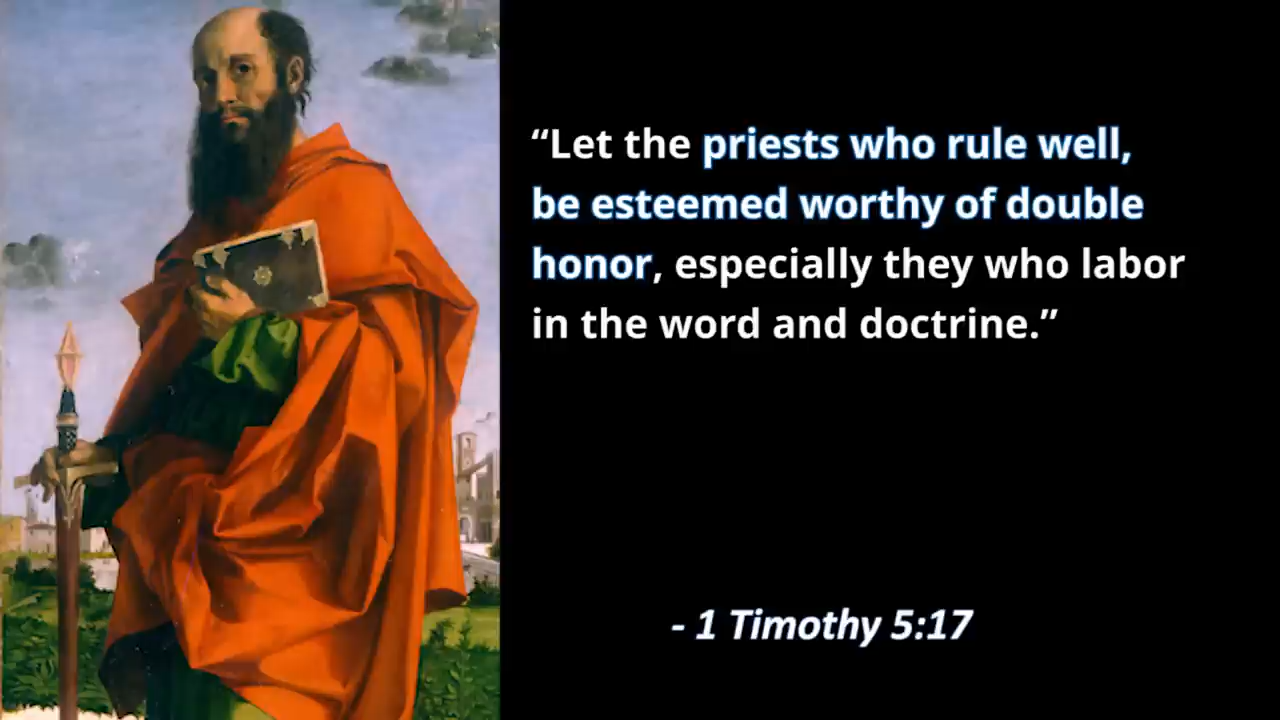 “Let the priests who rule well,
be esteemed worthy of double
honor, especially they who labor
in the word and doctrine.”
- 1 Timothy 5:17